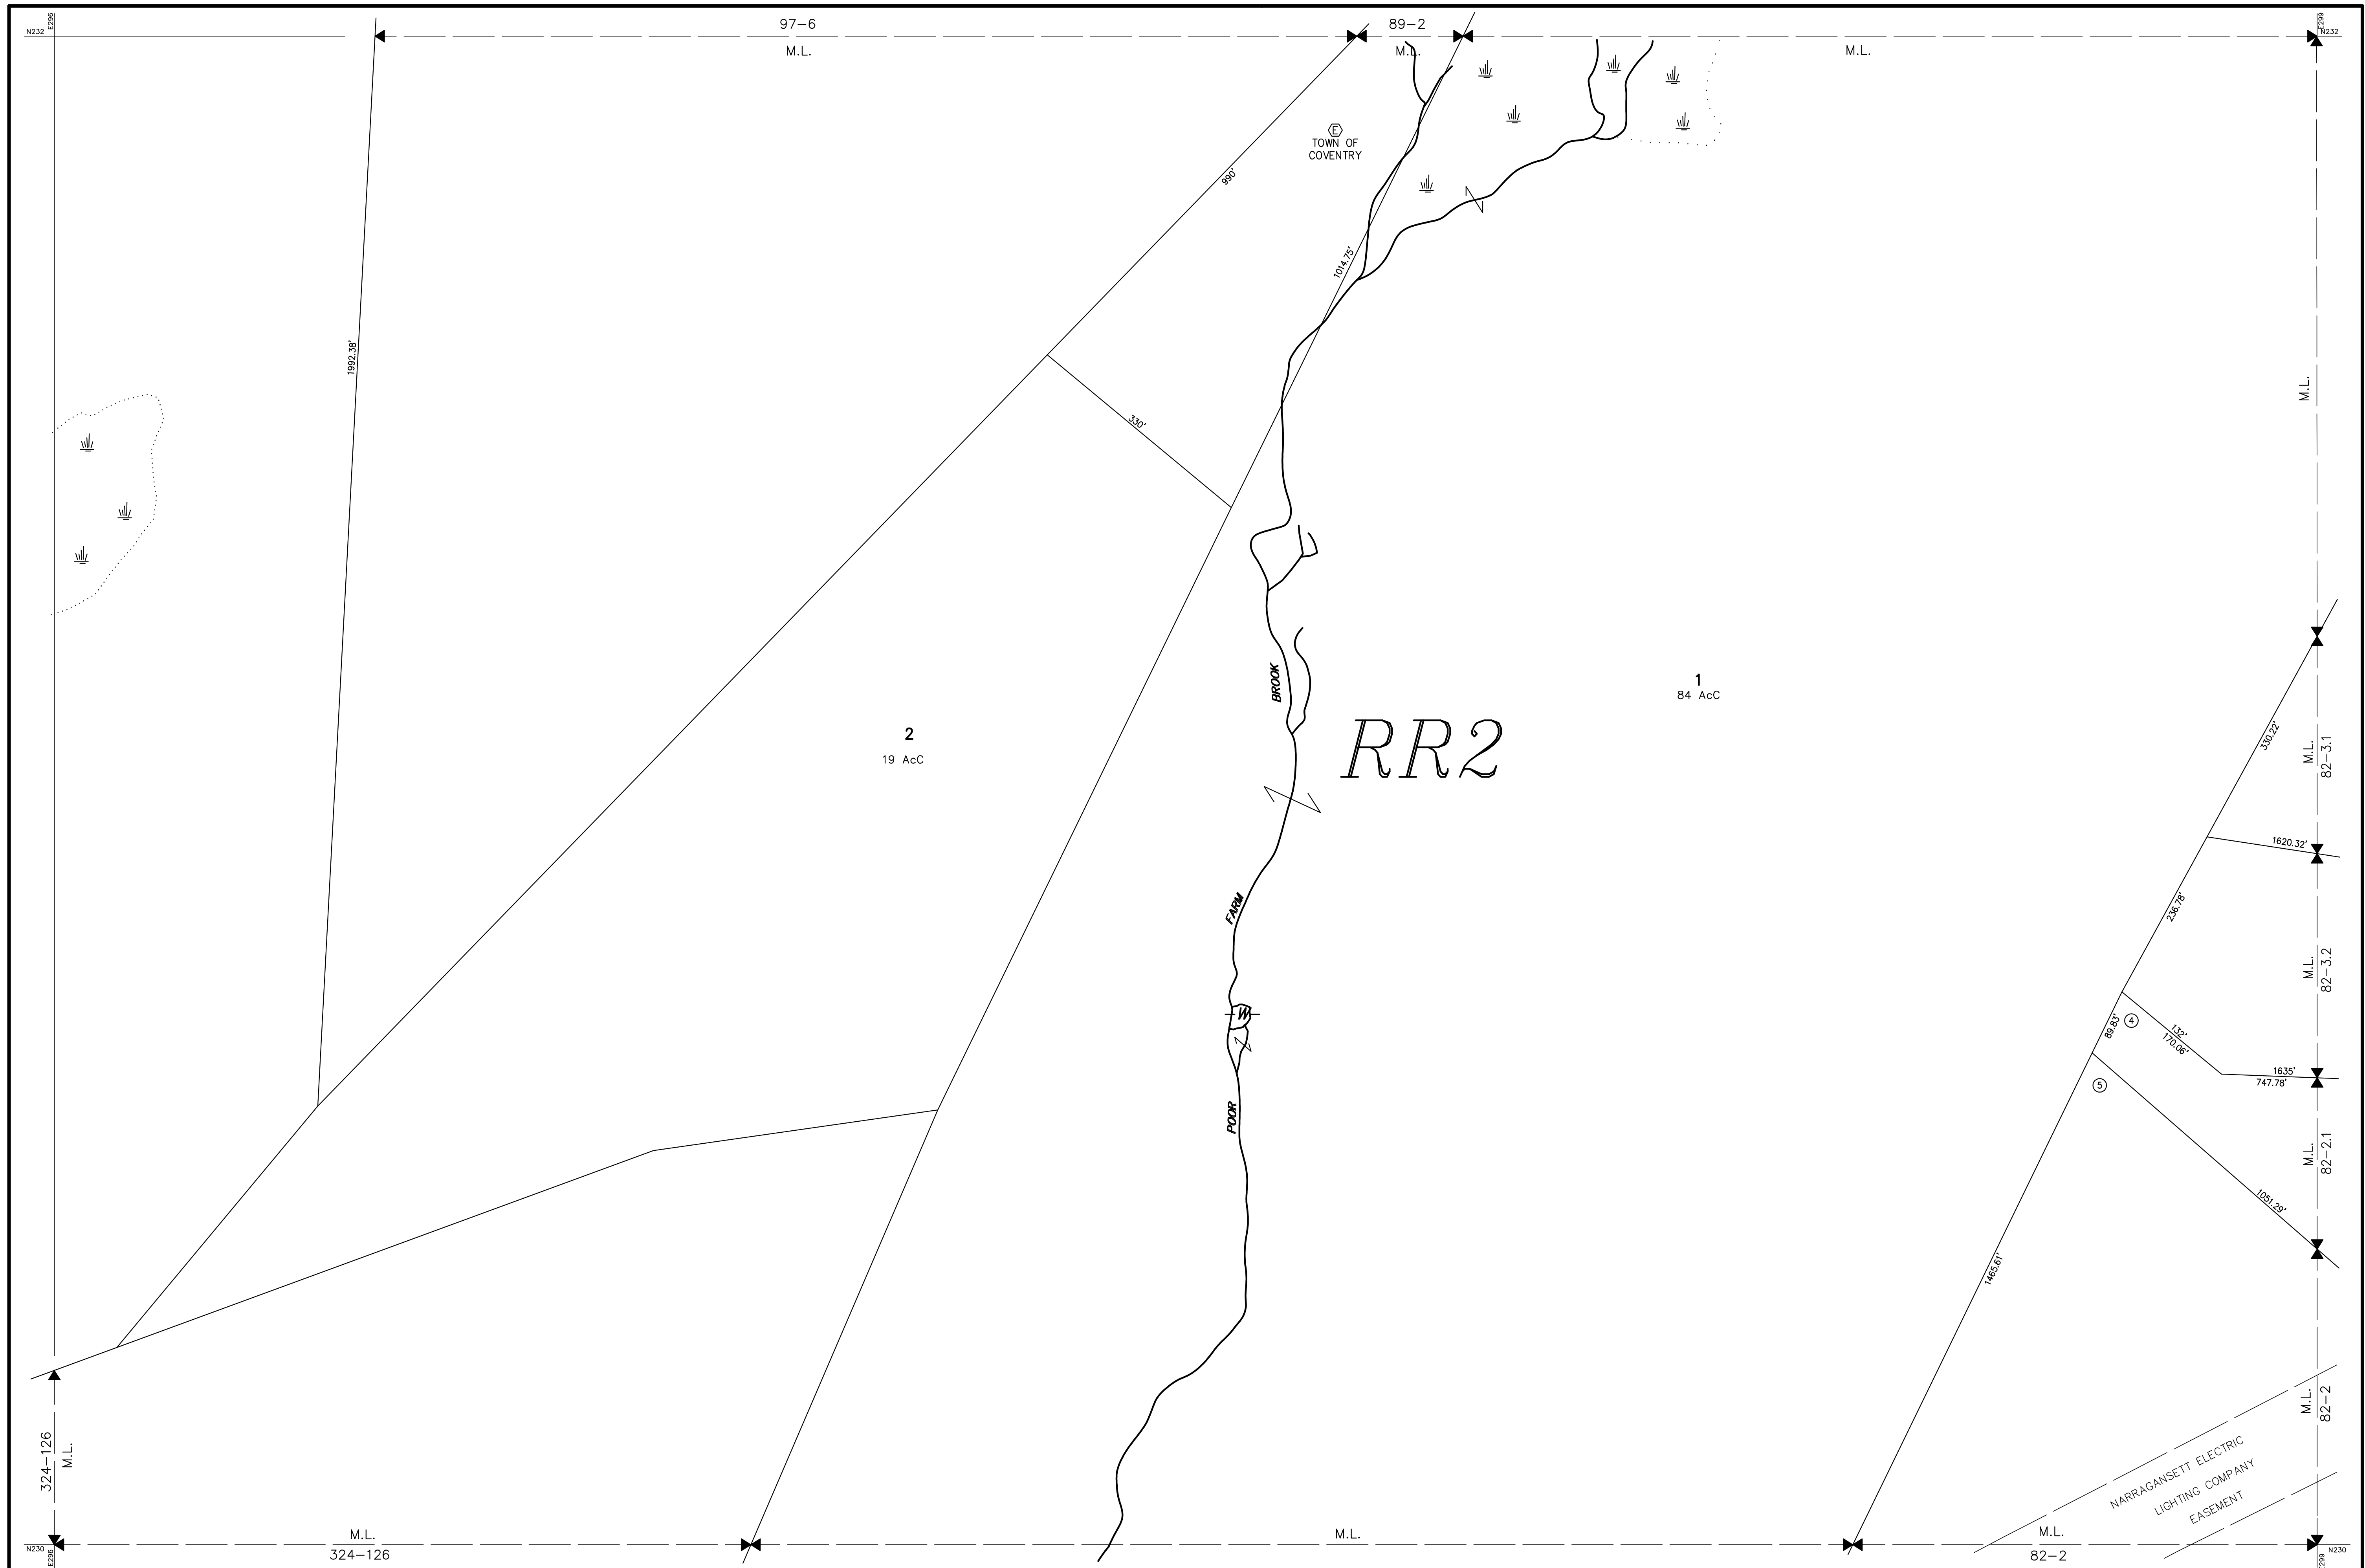 E296
N232
97-6
M.L.
89-2
M.L.
M.L.
E299
N232
E
TOWN OF
COVENTRY
990'
1014.75'
1992.38'
M.L.
330'
BROOK
1
84 AcC
RR2
2
19 AcC
330.22'
M.L.
82-3.1
1620.32'
FARM
236.78'
M.L.
82-3.2
W
89.83'
4
132'
170.06'
1635'
747.78'
5
POOR
M.L.
82-2.1
1051.29'
1465.61'
M.L.
82-2
324-126
M.L.
NARRAGANSETT ELECTRIC
LIGHTING COMPANY
EASEMENT
N230
E296
M.L.
324-126
M.L.
M.L.
82-2
E299
N230